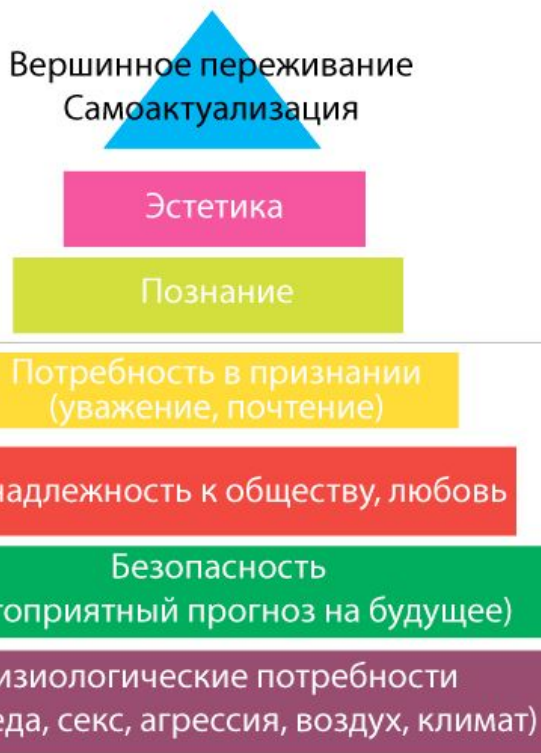 Вершинное переживание
Самоактуализация
Эстетика
Познание
Потребность в признании
(уважение, почтение)
надлежность к обществу, любовь
Безопасность
гоприятный прогноз на будущее)
изиологические потребности
еда, секс, агрессия, воздух, климат)